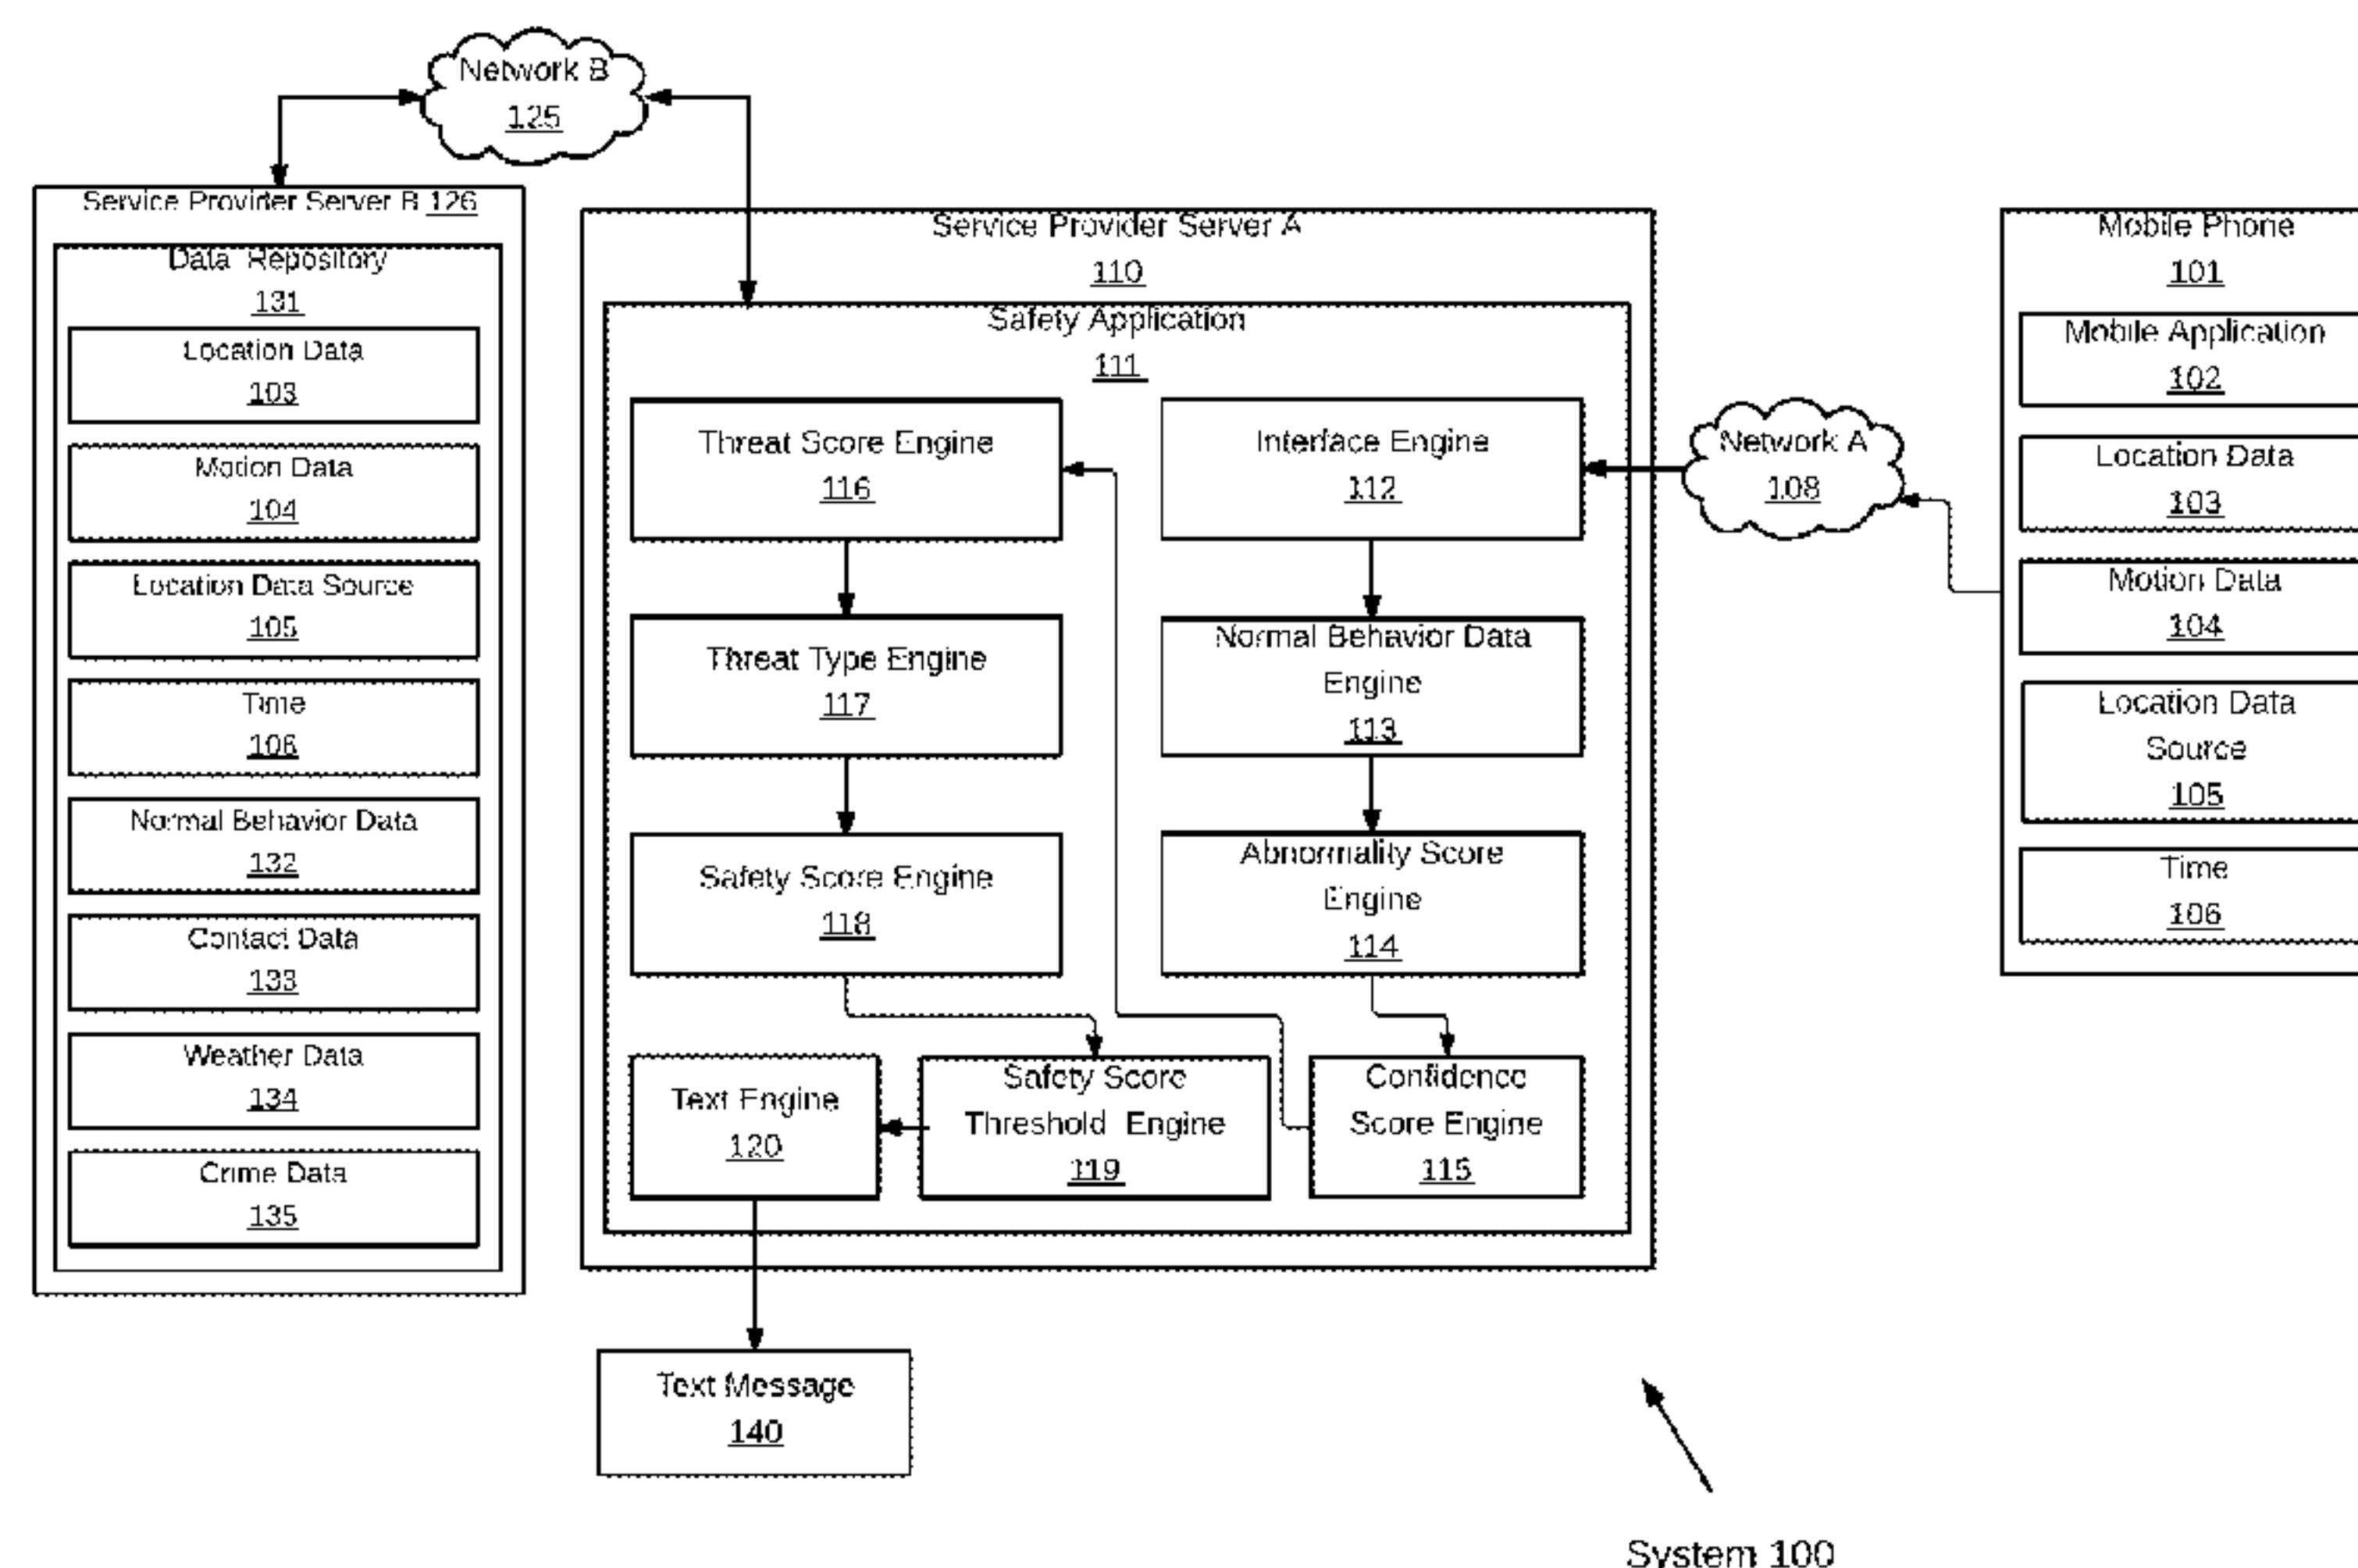 Network B
125
Service Provider Server B 126
Data Repository
131
Location Data
103
Motion Data
104
Location Data Source
105
Time
106
Normal Behavior Data
132
Contact Data
133
Weather Data
134
Crime Data
135
Service Provider Server A
110
Safety Application
111
Threat Score Engine
116
Threat Type Engine
117
Safety Score Engine
118
Text Engine
120
Safety Score
Threshold Engine
119
Interface Engine
112
Normal Behavior Data
Engine
113
Abnormality Score
Engine
114
Confidence
Score Engine
115
Text Message
140
Network A
108
Mobile Phone
101
Mobile Application
102
Location Data
103
Motion Data
104
Location Data
Source
105
Time
106
System 100